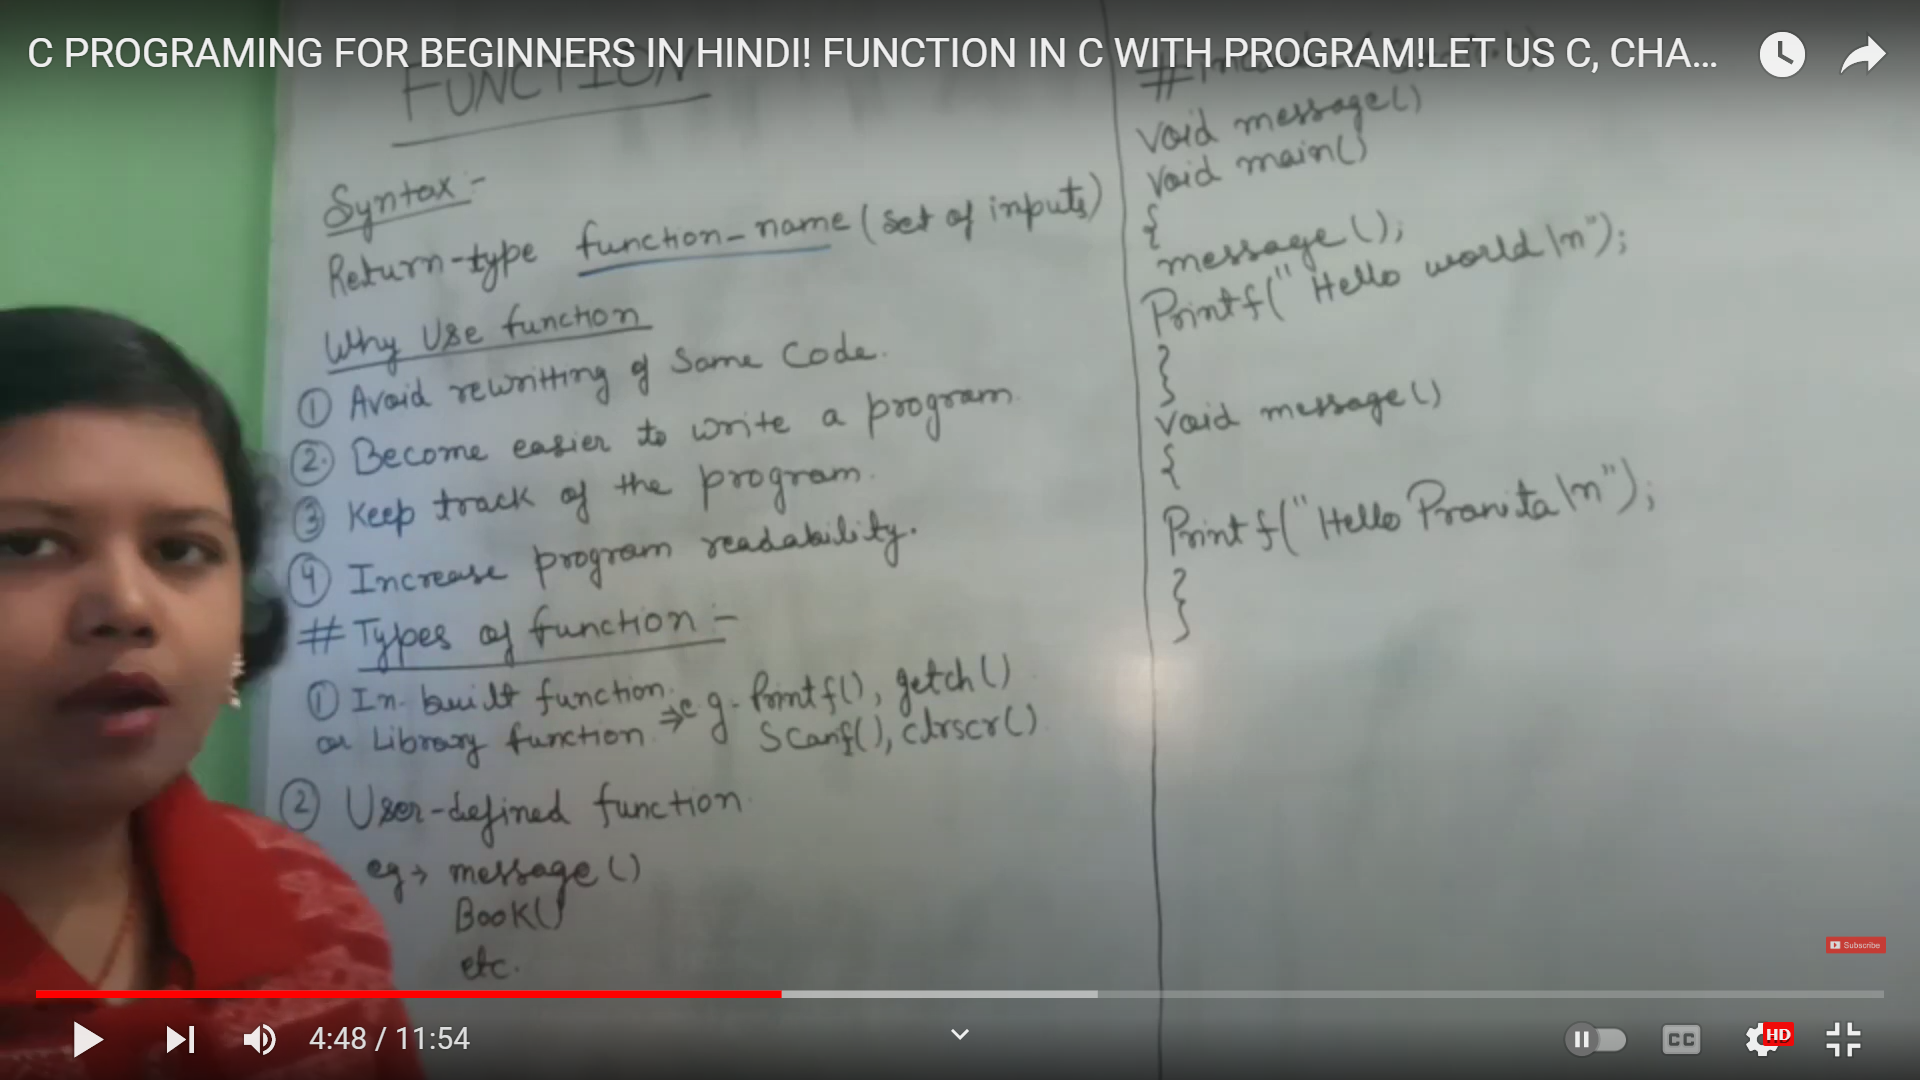 C PROGRAMING FOR BEGINNERS IN HINDI! FUNCTION IN C WITH PROGRAM!LET US C, CHA...
FUNCTION
Syntax:-
Return-type function-name (set of inputs)
Why Use function
① Avoid rewritting of Same Code.
② Become easier to write a program.
③ Keep track of the program.
④ Increase program readability.
# Types of function:-
① In-built function
or Library function. ⇒ e.g- Printf(), getch()
Scanf(), clrscr()
② User-defined function.
eg→ message()
Book()
etc.
#include
void message()
void main()
{
message();
Printf("Hello world\n");
}
void message()
{
Printf("Hello Pranita\n");
}
Subscribe
4:48 / 11:54
CC
HD